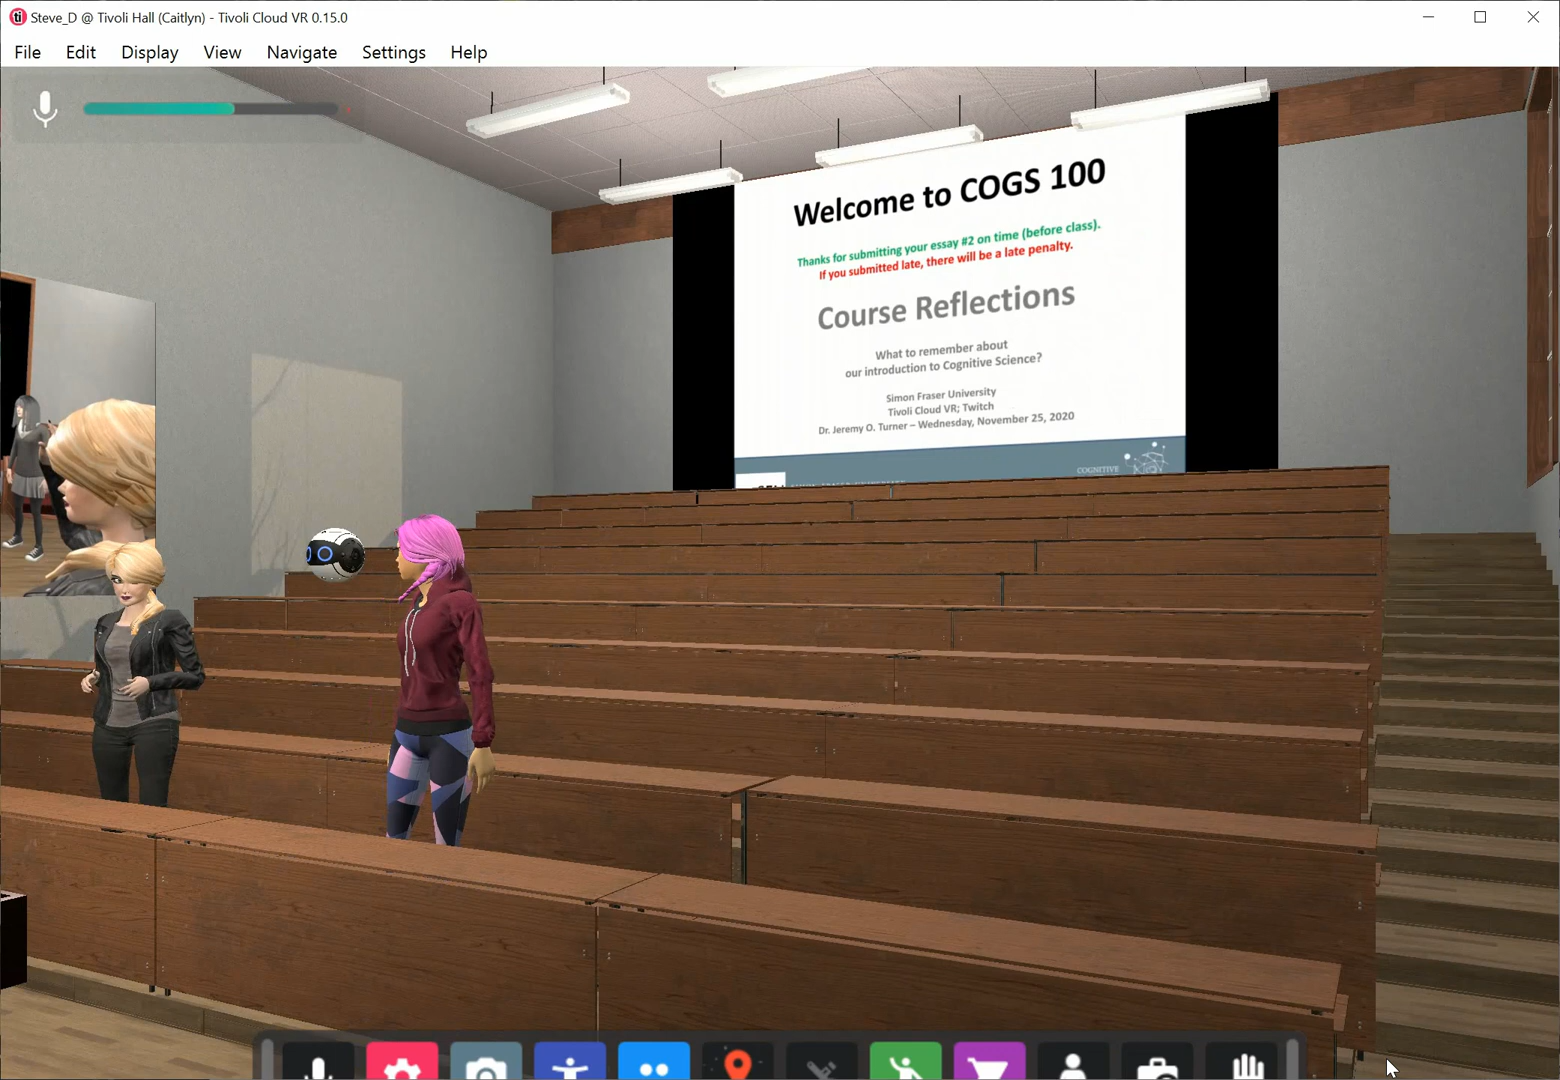 Steve_D @ Tivoli Hall (Caitlyn) - Tivoli Cloud VR 0.15.0
File Edit Display View Navigate Settings Help
Welcome to COGS 100
Thanks for submitting your essay #2 on time (before class).
If you submitted late, there will be a late penalty.
Course Reflections
What to remember about
our introduction to Cognitive Science?
Simon Fraser University
Tivoli Cloud VR; Twitch
Dr. Jeremy O. Turner – Wednesday, November 25, 2020
COGNITIVE